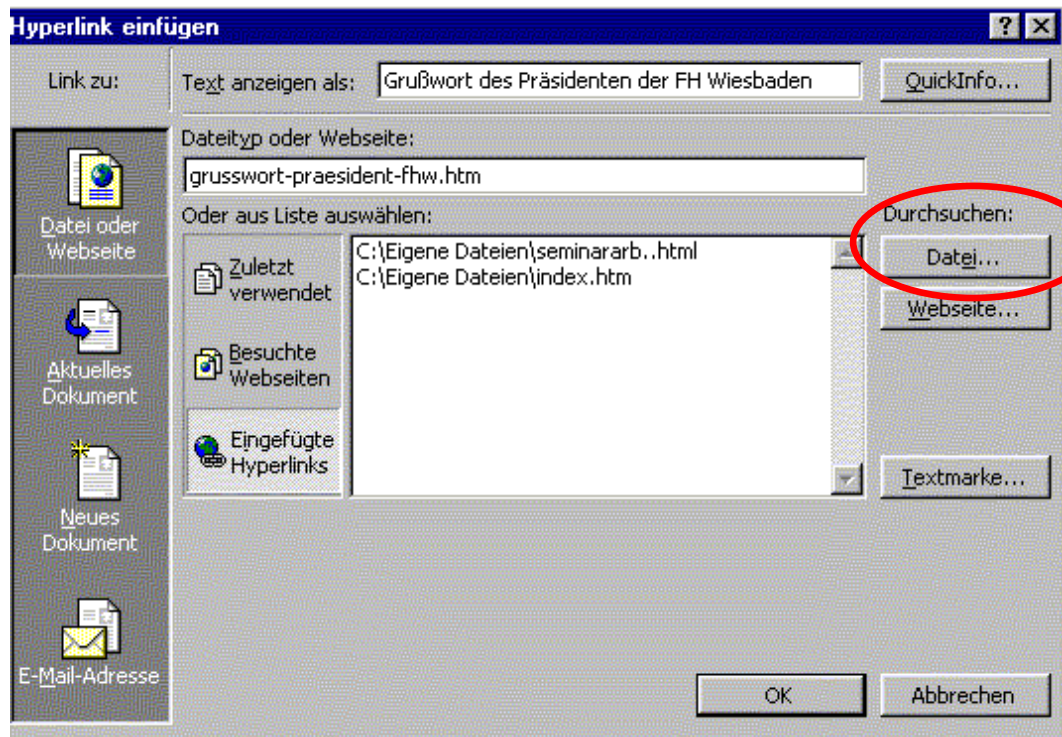 Hyperlink einfügen
Link zu:
Text anzeigen als:
Grußwort des Präsidenten der FH Wiesbaden
QuickInfo...
Datei oder
Webseite
Aktuelles
Dokument
Neues
Dokument
E-Mail-Adresse
Dateityp oder Webseite:
grusswort-praesident-fhw.htm
Oder aus Liste auswählen:
Zuletzt
verwendet
Besuchte
Webseiten
Eingefügte
Hyperlinks
C:\Eigene Dateien\seminararb..html
C:\Eigene Dateien\index.htm
Durchsuchen:
Datei...
Webseite...
Textmarke...
OK
Abbrechen